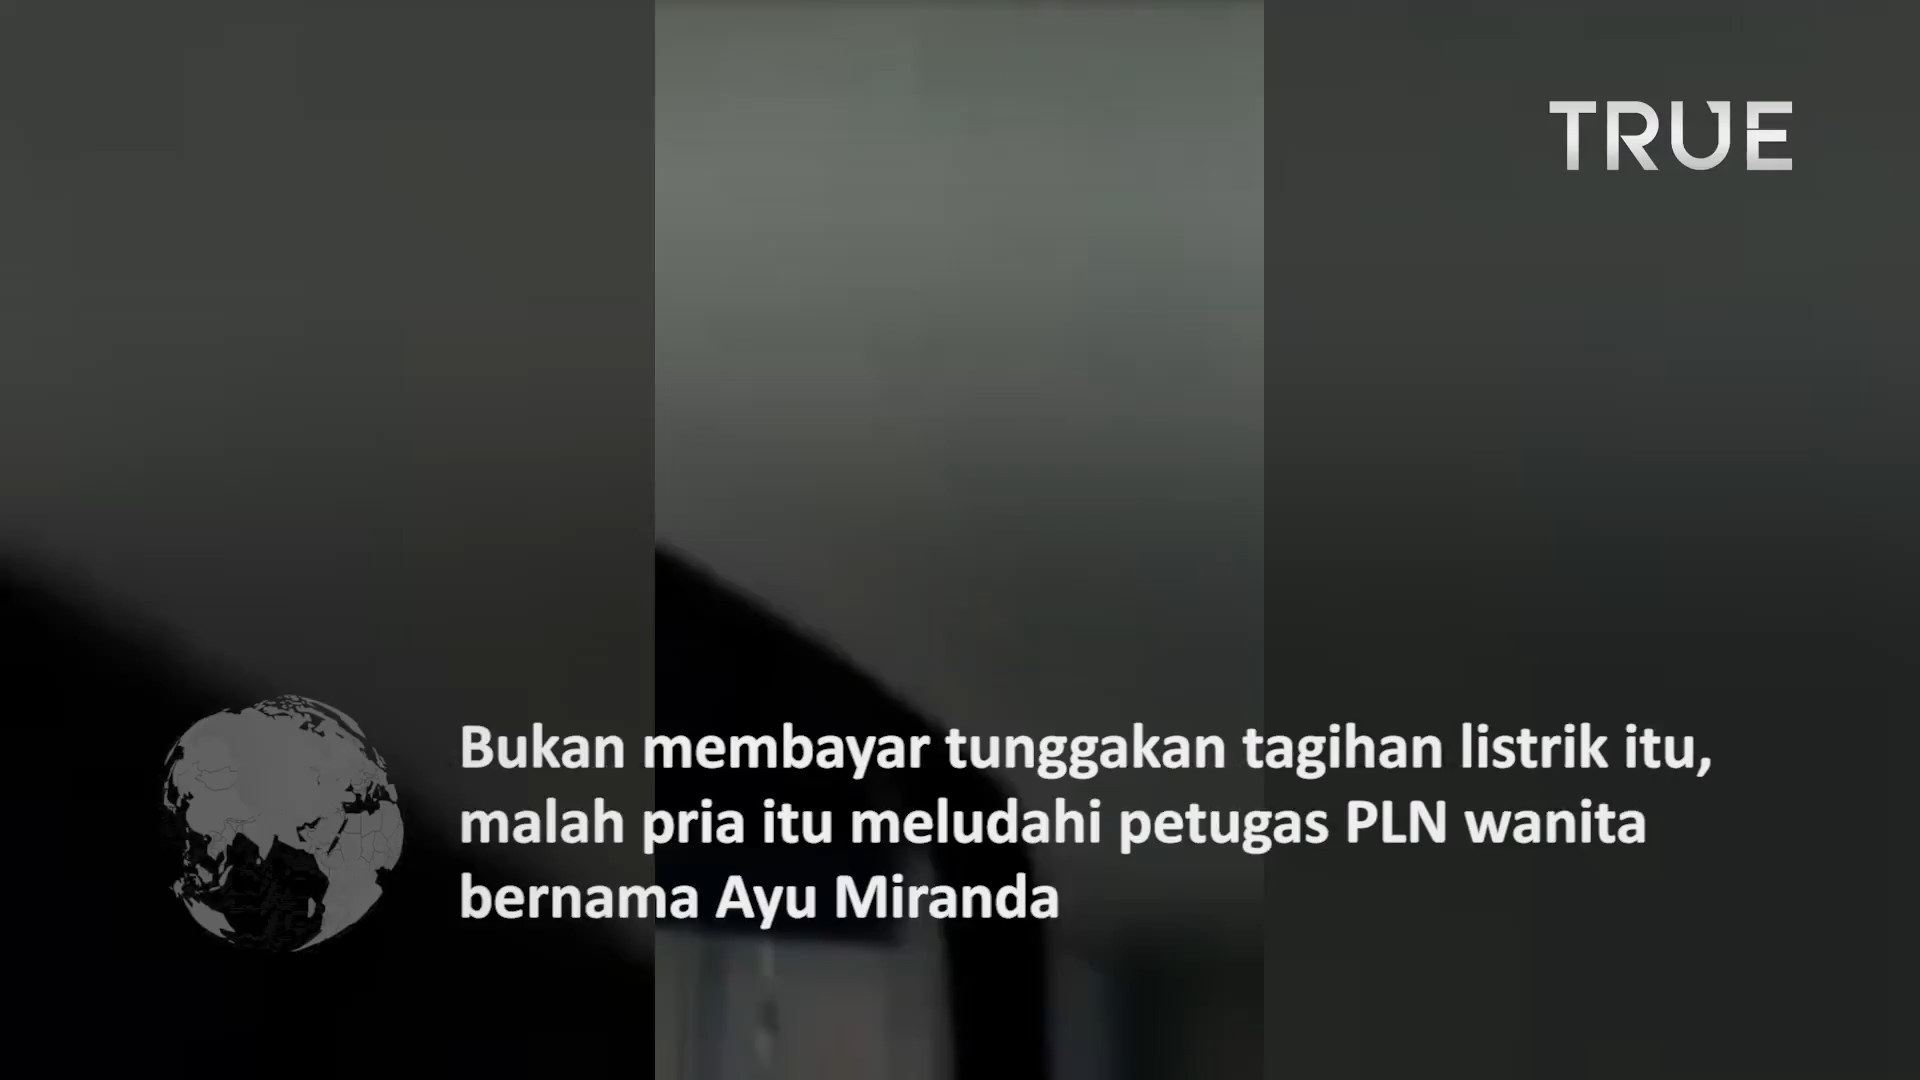 TRUE
Bukan membayar tunggakan tagihan listrik itu,
malah pria itu meludahi petugas PLN wanita
bernama Ayu Miranda